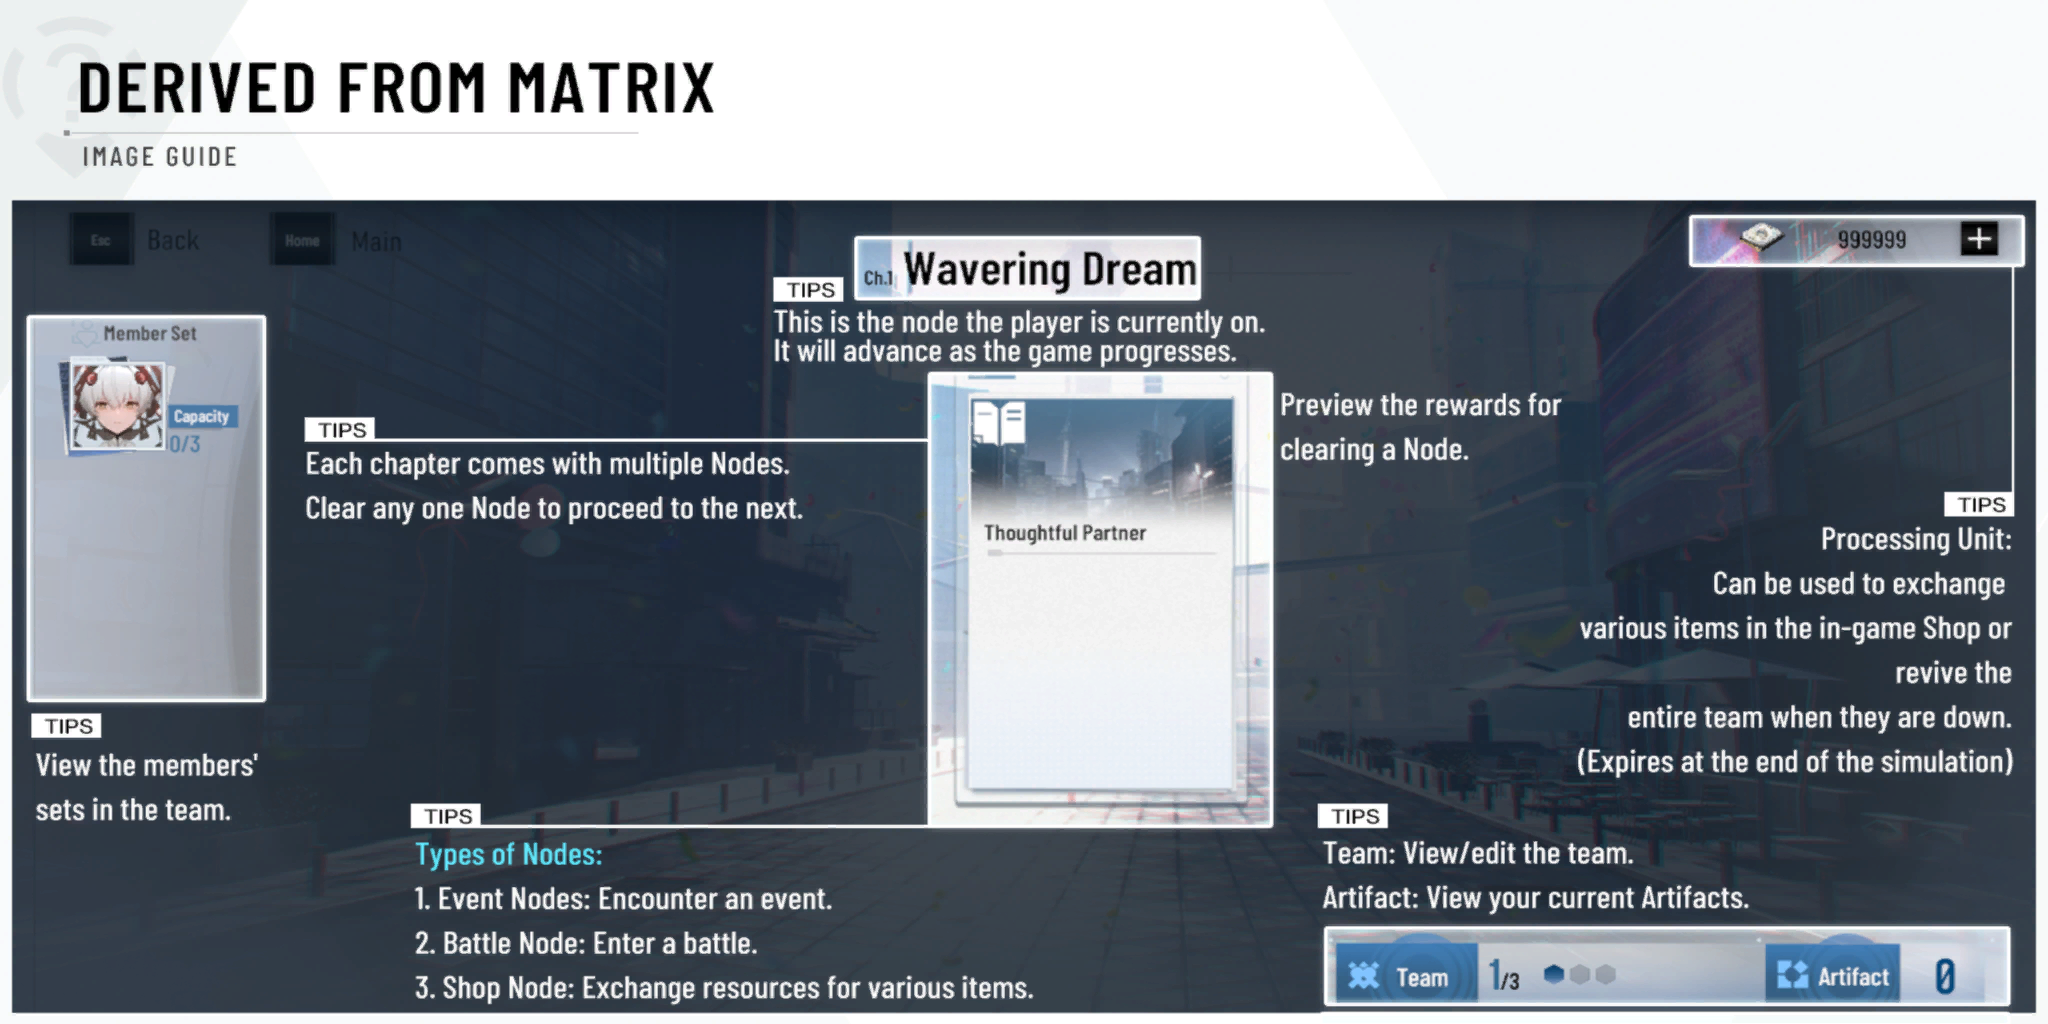 DERIVED FROM MATRIX
IMAGE GUIDE
Esc Back Home Main
999999
Ch.1 Wavering Dream
TIPS
This is the node the player is currently on.
It will advance as the game progresses.
Member Set
Capacity
0/3
TIPS
View the members'
sets in the team.
TIPS
Each chapter comes with multiple Nodes.
Clear any one Node to proceed to the next.
Thoughtful Partner
Preview the rewards for
clearing a Node.
TIPS
Processing Unit:
Can be used to exchange
various items in the in-game Shop or
revive the
entire team when they are down.
(Expires at the end of the simulation)
TIPS
Types of Nodes:
1. Event Nodes: Encounter an event.
2. Battle Node: Enter a battle.
3. Shop Node: Exchange resources for various items.
TIPS
Team: View/edit the team.
Artifact: View your current Artifacts.
Team 1/3 Artifact 0